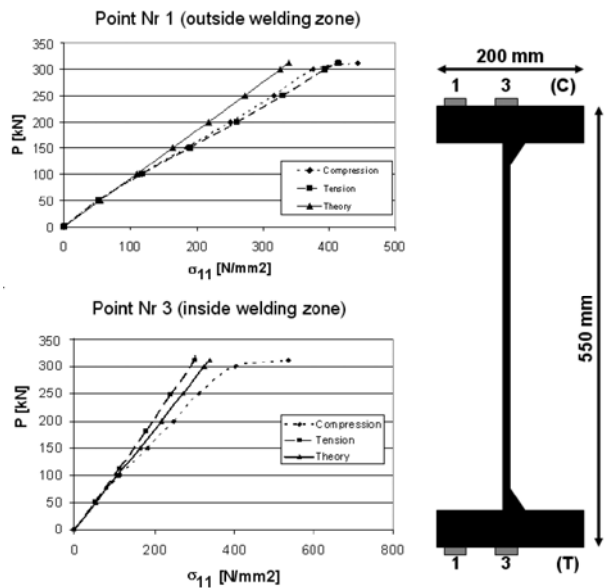 Point Nr 1 (outside welding zone)
P [kN]
350
300
250
200
150
100
50
0
Compression
Tension
Theory
0 100 200 300 400 500
σ11 [N/mm2]
Point Nr 3 (inside welding zone)
P [kN]
350
300
250
200
150
100
50
0
Compression
Tension
Theory
0 200 400 600 800
σ11 [N/mm2]
200 mm
1 3 (C)
550 mm
1 3 (T)